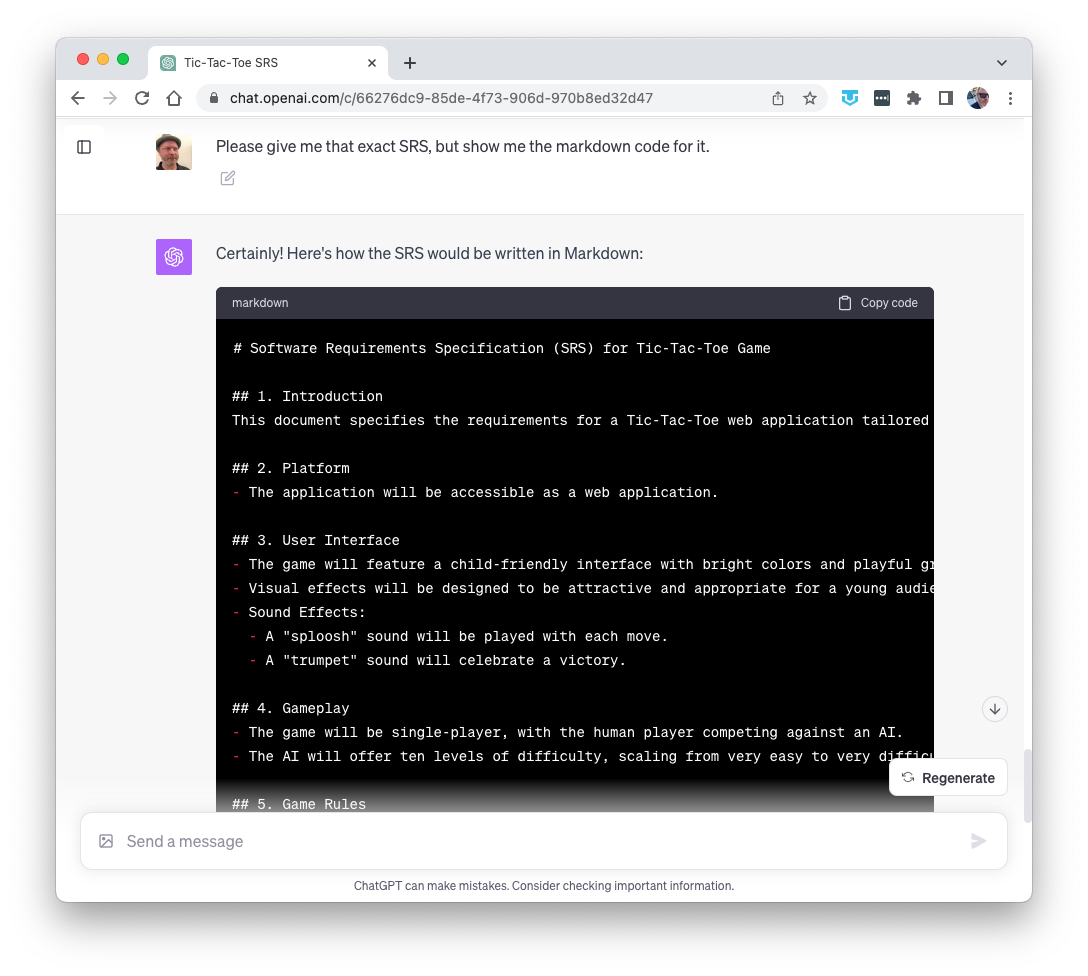 Tic-Tac-Toe SRS
chat.openai.com/c/66276dc9-85de-4f73-906d-970b8ed32d47
Please give me that exact SRS, but show me the markdown code for it.
Certainly! Here's how the SRS would be written in Markdown:
markdown
Copy code
# Software Requirements Specification (SRS) for Tic-Tac-Toe Game
## 1. Introduction
This document specifies the requirements for a Tic-Tac-Toe web application tailored
## 2. Platform
- The application will be accessible as a web application.
## 3. User Interface
- The game will feature a child-friendly interface with bright colors and playful gr
- Visual effects will be designed to be attractive and appropriate for a young audie
- Sound Effects:
- A "sploosh" sound will be played with each move.
- A "trumpet" sound will celebrate a victory.
## 4. Gameplay
- The game will be single-player, with the human player competing against an AI.
- The AI will offer ten levels of difficulty, scaling from very easy to very difficu
Regenerate
## 5. Game Rules
Send a message
ChatGPT can make mistakes. Consider checking important information.